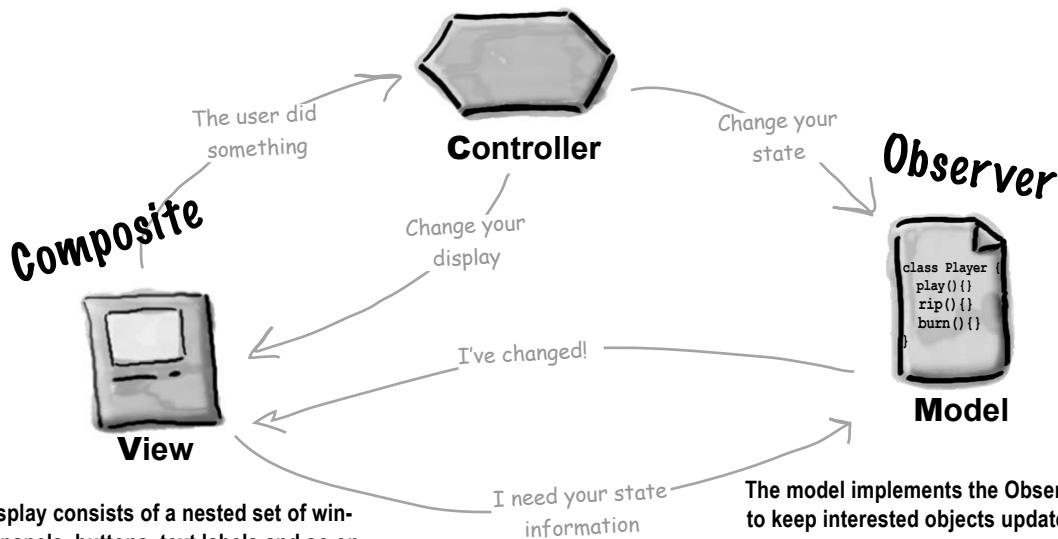 The user did
something
Controller
Change your
state
Observer
Composite
Change your
display
class Player {
play(){}
rip(){}
burn(){}
}
I've changed!
View
Model
I need your state
information
splay consists of a nested set of win-
panels, buttons, text labels and so on
The model implements the Obser
to keep interested objects update